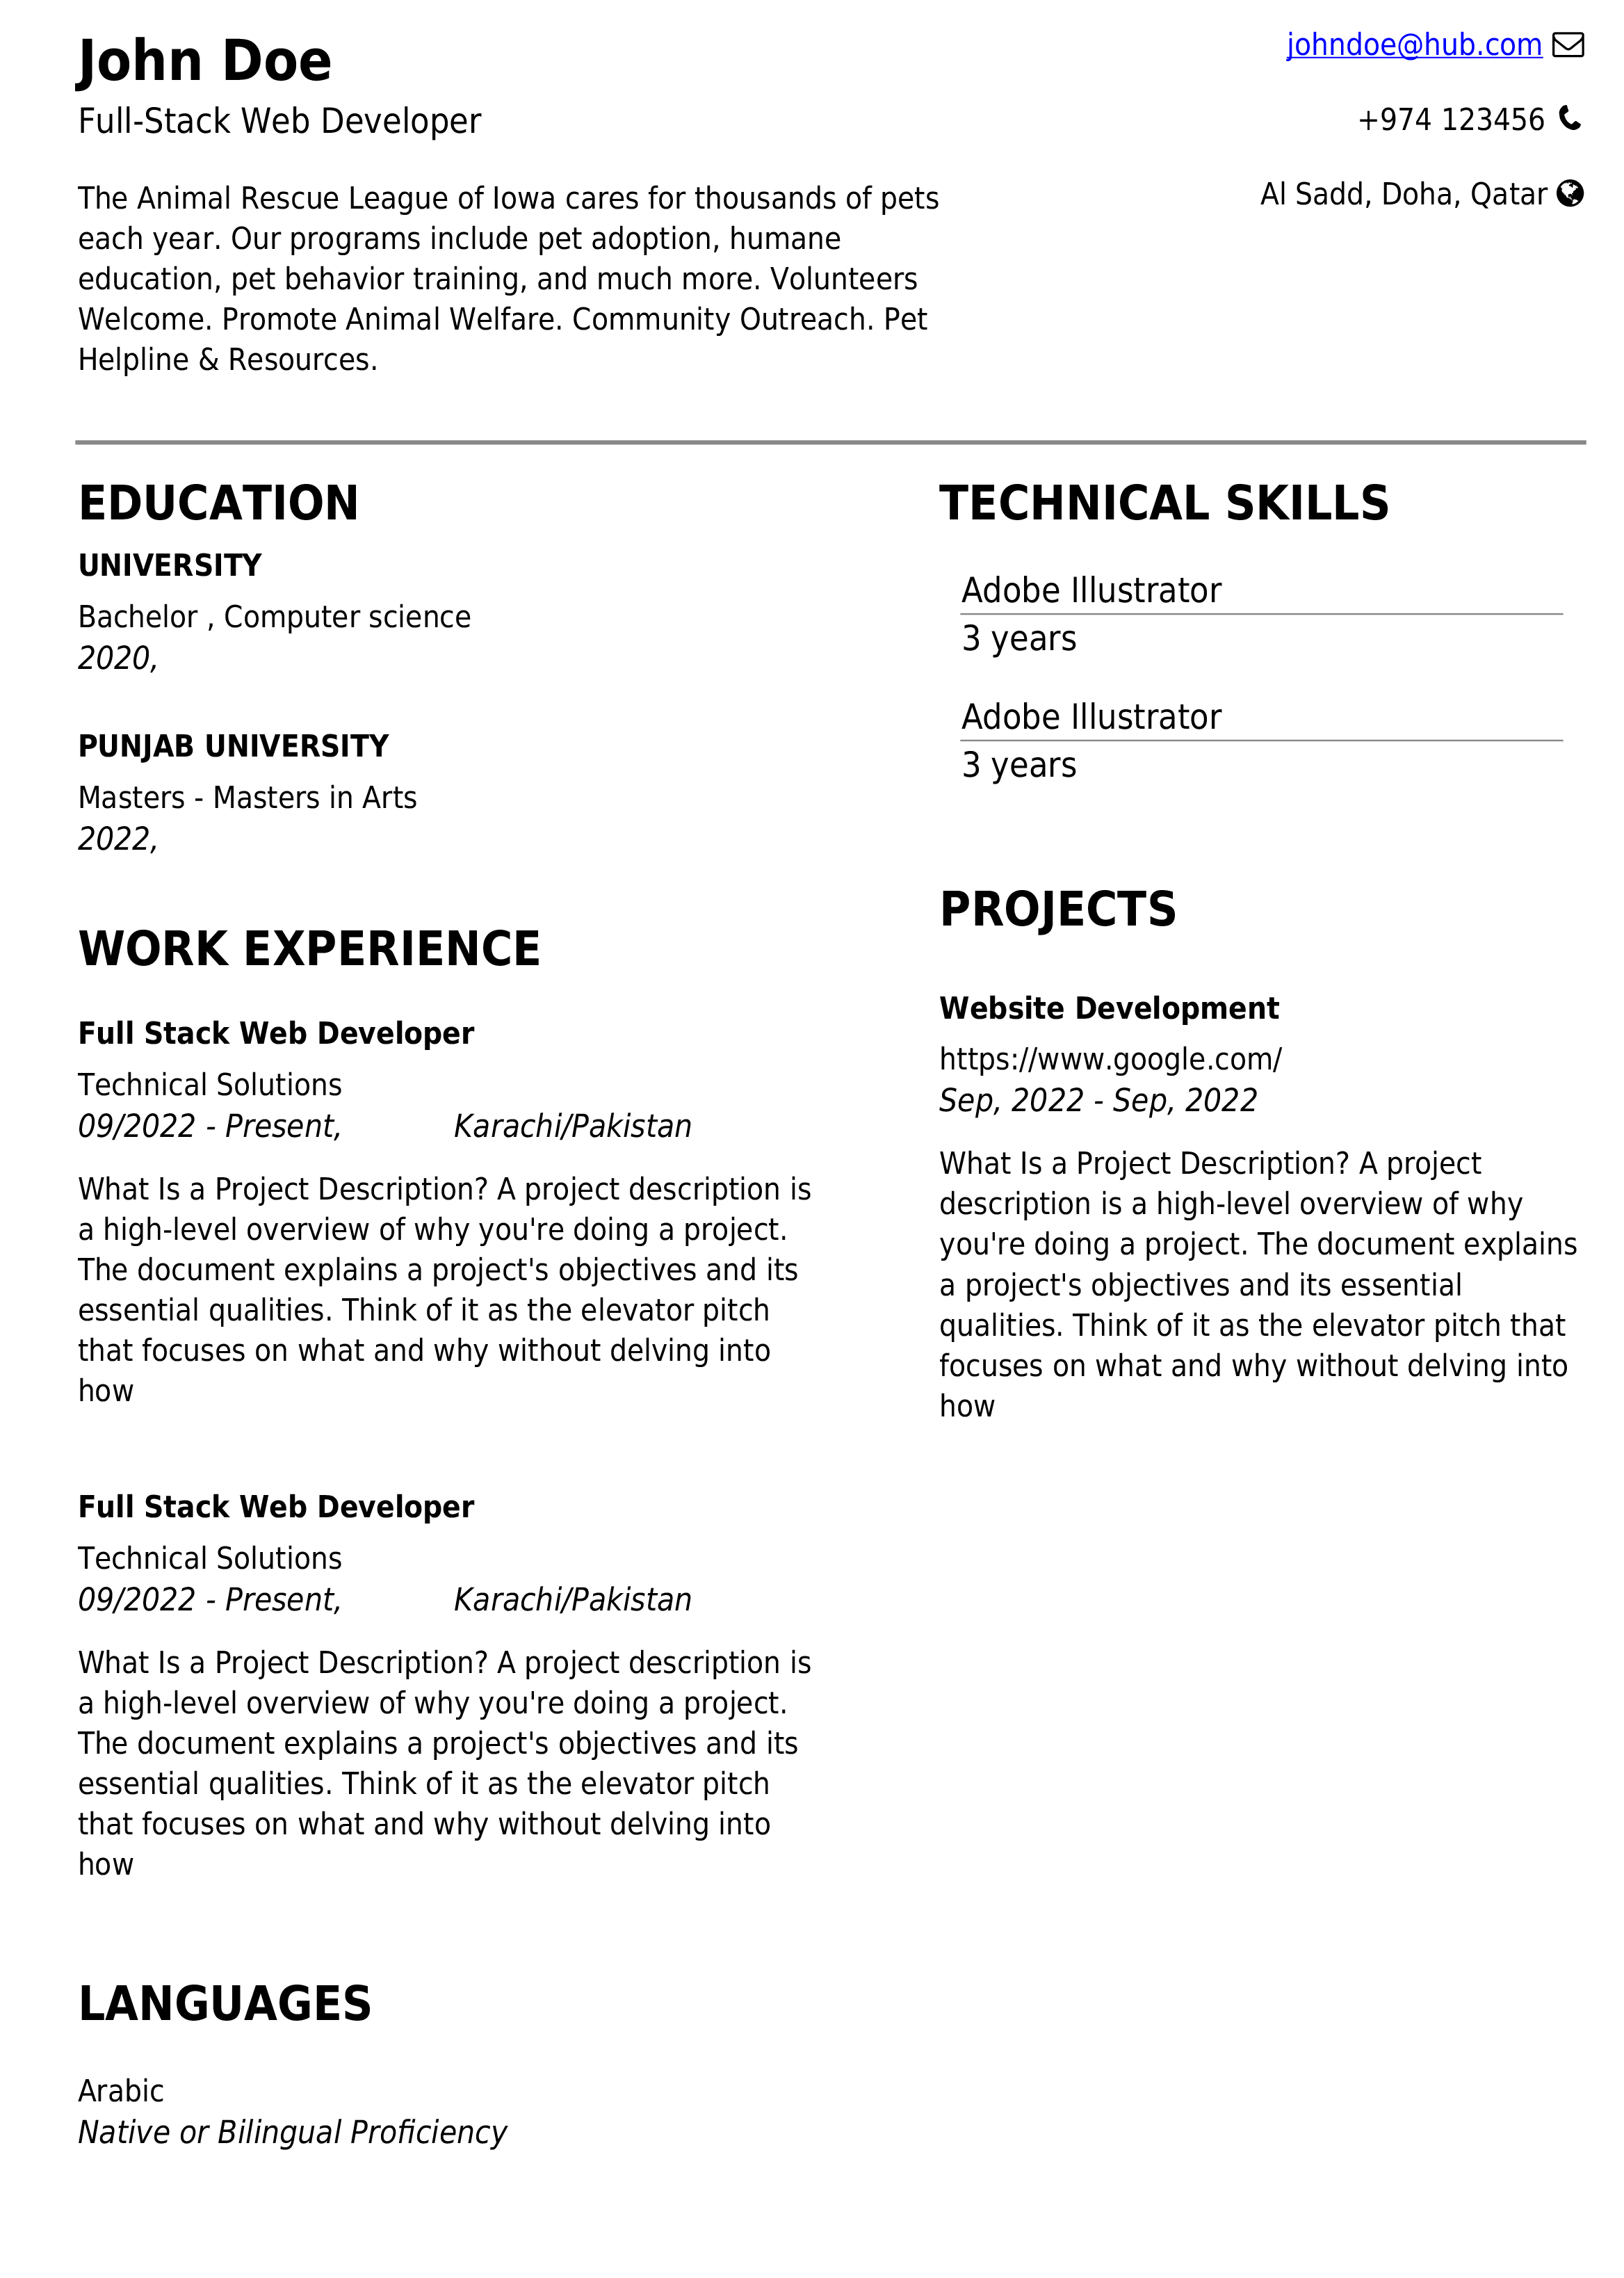 John Doe
Full-Stack Web Developer
The Animal Rescue League of Iowa cares for thousands of pets
each year. Our programs include pet adoption, humane
education, pet behavior training, and much more. Volunteers
Welcome. Promote Animal Welfare. Community Outreach. Pet
Helpline & Resources.
johndoe@hub.com
+974 123456
Al Sadd, Doha, Qatar
EDUCATION
UNIVERSITY
Bachelor , Computer science
2020,
PUNJAB UNIVERSITY
Masters - Masters in Arts
2022,
WORK EXPERIENCE
Full Stack Web Developer
Technical Solutions
09/2022 - Present, Karachi/Pakistan
What Is a Project Description? A project description is
a high-level overview of why you're doing a project.
The document explains a project's objectives and its
essential qualities. Think of it as the elevator pitch
that focuses on what and why without delving into
how
Full Stack Web Developer
Technical Solutions
09/2022 - Present, Karachi/Pakistan
What Is a Project Description? A project description is
a high-level overview of why you're doing a project.
The document explains a project's objectives and its
essential qualities. Think of it as the elevator pitch
that focuses on what and why without delving into
how
LANGUAGES
Arabic
Native or Bilingual Proficiency
TECHNICAL SKILLS
Adobe Illustrator
3 years
Adobe Illustrator
3 years
PROJECTS
Website Development
https://www.google.com/
Sep, 2022 - Sep, 2022
What Is a Project Description? A project
description is a high-level overview of why
you're doing a project. The document explains
a project's objectives and its essential
qualities. Think of it as the elevator pitch that
focuses on what and why without delving into
how